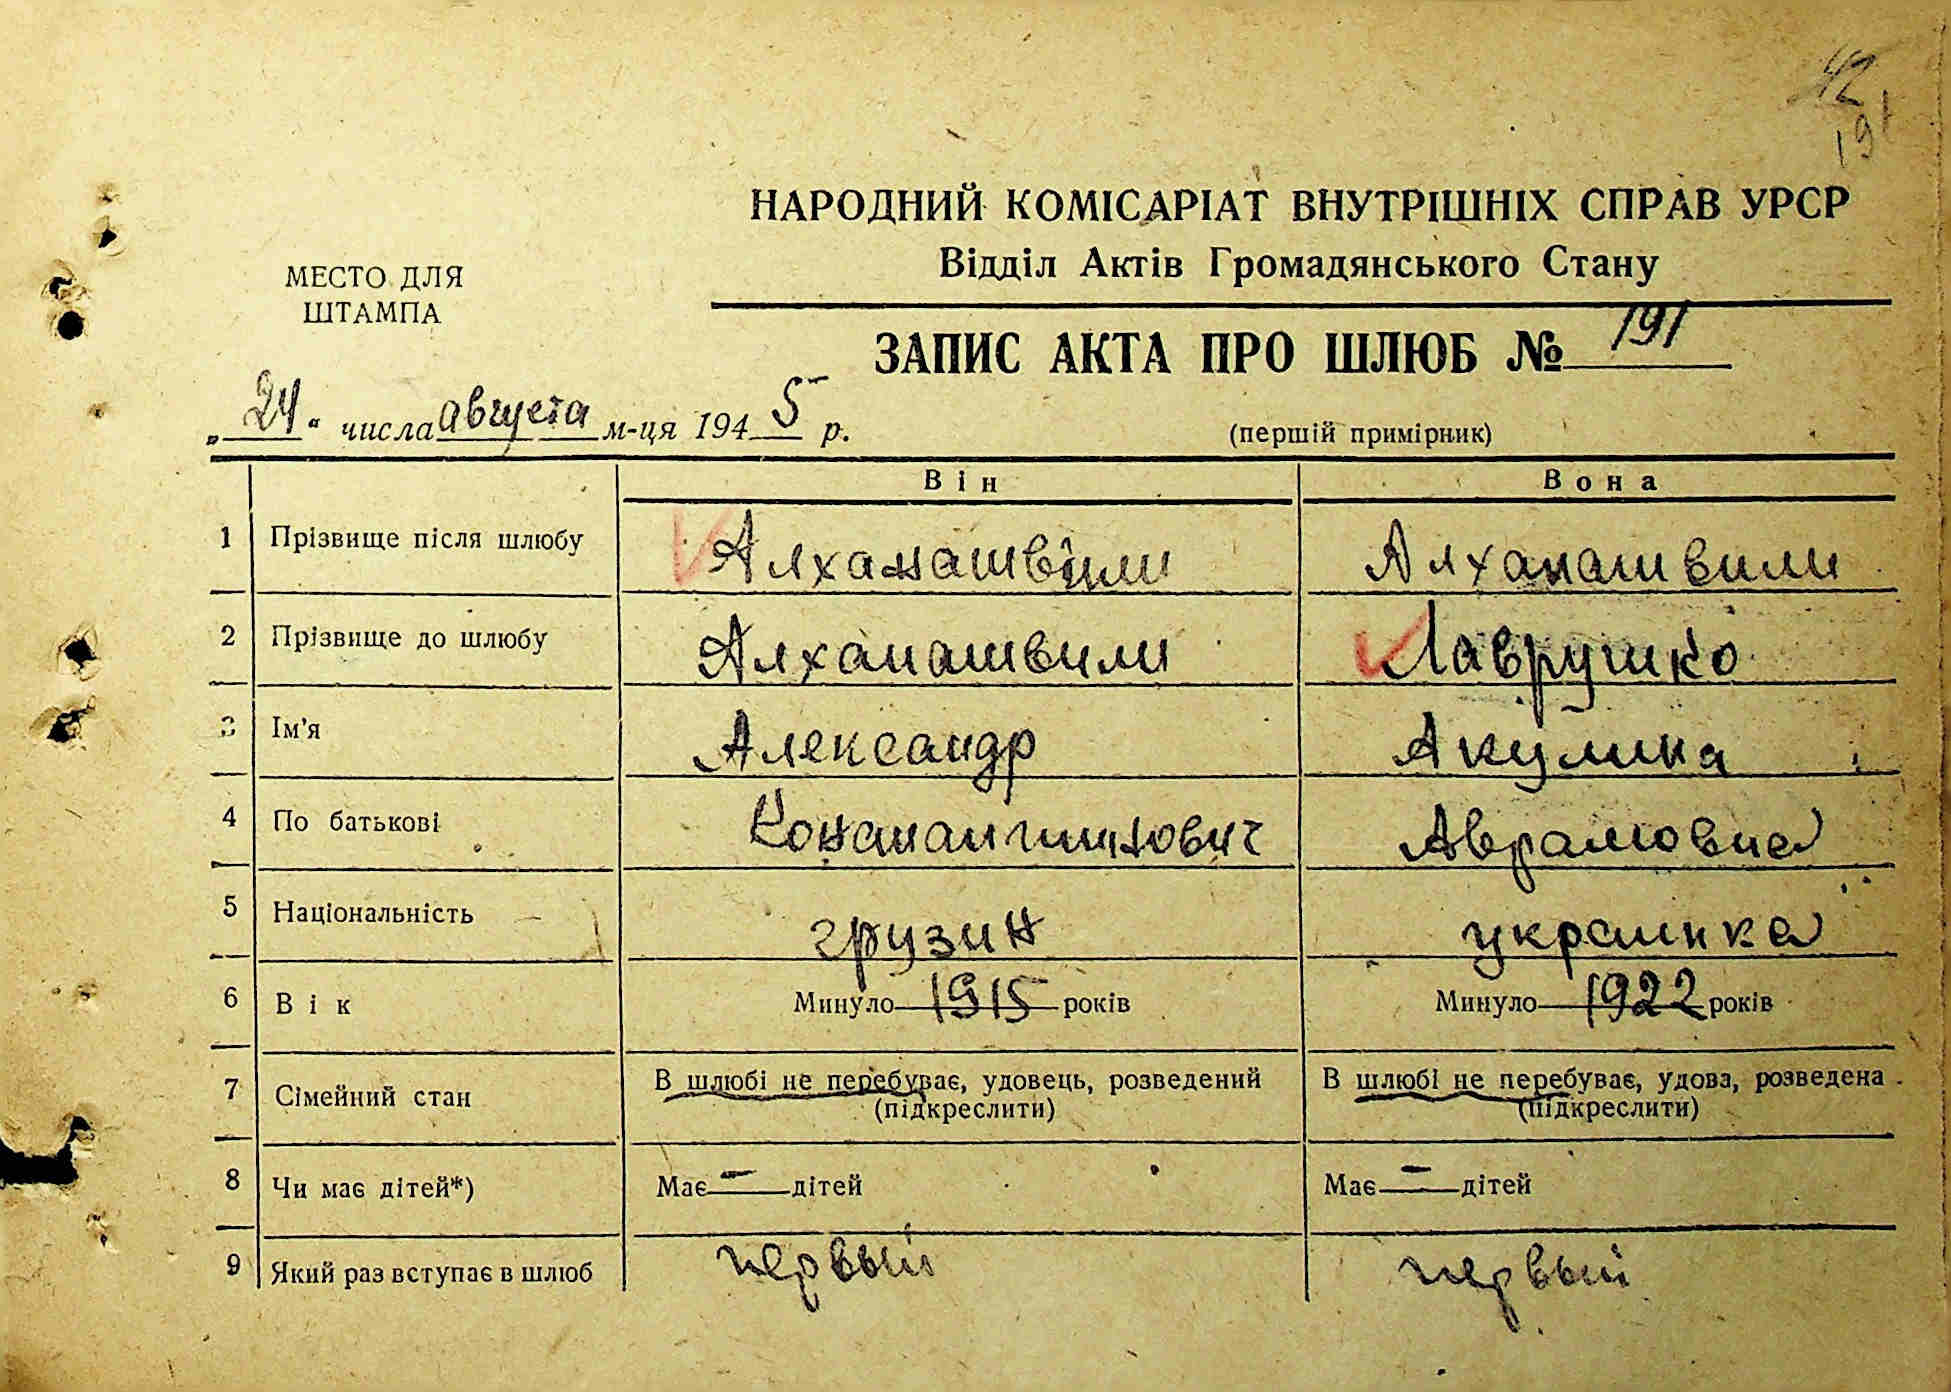 42
191
НАРОДНИЙ КОМІСАРІАТ ВНУТРІШНІХ СПРАВ УРСР
Відділ Актів Громадянського Стану
МЕСТО ДЛЯ
ШТАМПА
ЗАПИС АКТА ПРО ШЛЮБ № 191
„24“ числа августа м-ця 1945 р.
(перший примірник)
Він Вона
1 Прізвище після шлюбу Алханашвили Алханашвили
2 Прізвище до шлюбу Алханашвили Лаврушко
3 Ім'я Александр Акулина
4 По батькові Константинович Аврамовна
5 Національність грузин украинка
6 Вік Минуло 1915 років Минуло 1922 років
7 Сімейний стан В шлюбі не перебуває, удовець, розведений В шлюбі не перебуває, удова, розведена
(підкреслити) (підкреслити)
8 Чи має дітей*) Має — дітей Має — дітей
9 Який раз вступає в шлюб первый первый